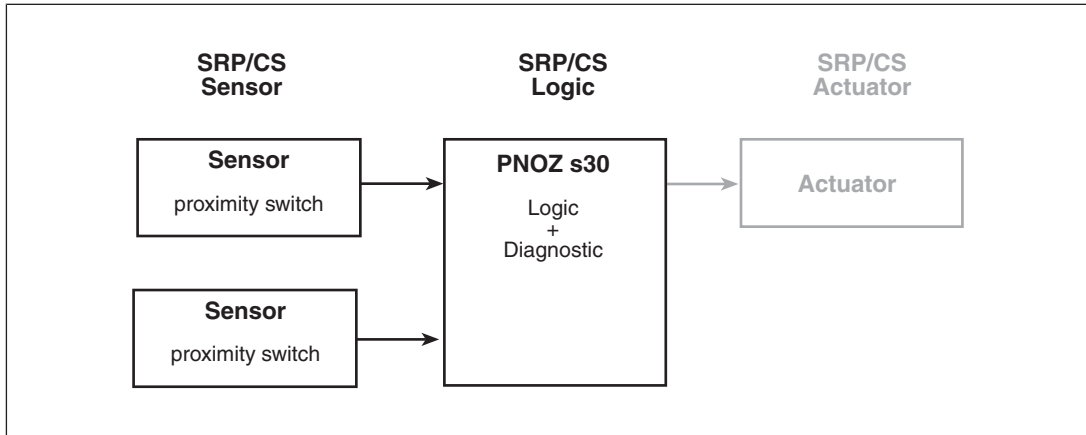 SRP/CS SRP/CS SRP/CS
Sensor Logic Actuator
Sensor
proximity switch
PNOZ s30
Logic
+
Diagnostic
Actuator
Sensor
proximity switch